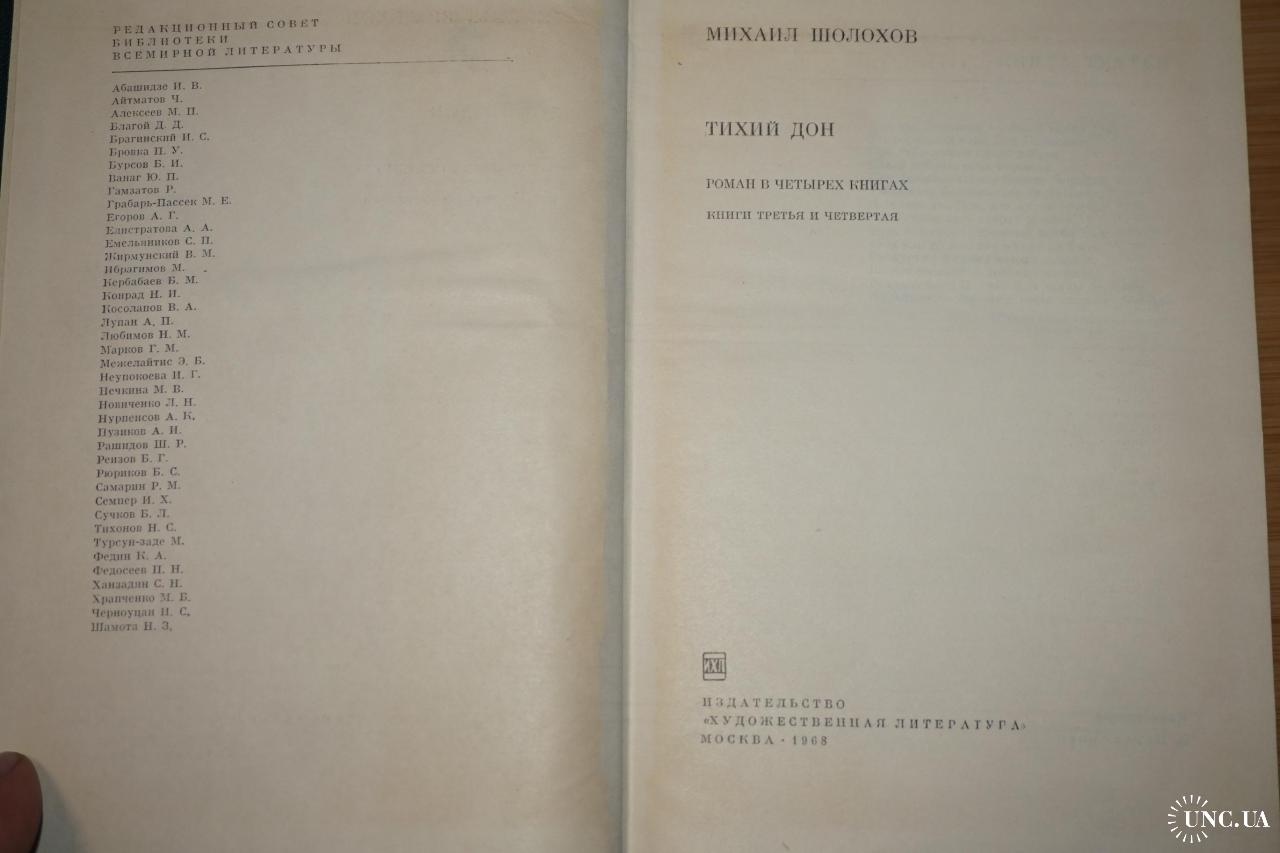 РЕДАКЦИОННЫЙ СОВЕТ
БИБЛИОТЕКИ
ВСЕМИРНОЙ ЛИТЕРАТУРЫ
Абашидзе И. В.
Айтматов Ч.
Алексеев М. П.
Благой Д. Д.
Брагинский И. С.
Бровка П. У.
Бурсов Б. И.
Ванаг Ю. П.
Гамзатов Р.
Грабарь-Пассек М. Е.
Егоров А. Г.
Елистратова А. А.
Емельяников С. П.
Жирмунский В. М.
Ибрагимов М.
Кербабаев Б. М.
Конрад Н. И.
Косолапов В. А.
Лупан А. П.
Любимов Н. М.
Марков Г. М.
Межелайтис Э. Б.
Неупокоева И. Г.
Нечкина М. В.
Новиченко Л. Н.
Нурпеисов А. К.
Пузиков А. И.
Рашидов Ш. Р.
Реизов Б. Г.
Рюриков Б. С.
Самарин Р. М.
Семпер И. Х.
Сучков Б. Л.
Тихонов Н. С.
Турсун-заде М.
Федин К. А.
Федосеев П. Н.
Ханзадян С. Н.
Храпченко М. Б.
Черноуцан И. С.
Шамота Н. З.
МИХАИЛ ШОЛОХОВ
ТИХИЙ ДОН
РОМАН В ЧЕТЫРЕХ КНИГАХ
КНИГИ ТРЕТЬЯ И ЧЕТВЕРТАЯ
ИХЛ
ИЗДАТЕЛЬСТВО
«ХУДОЖЕСТВЕННАЯ ЛИТЕРАТУРА»
МОСКВА · 1968
UNC.UA